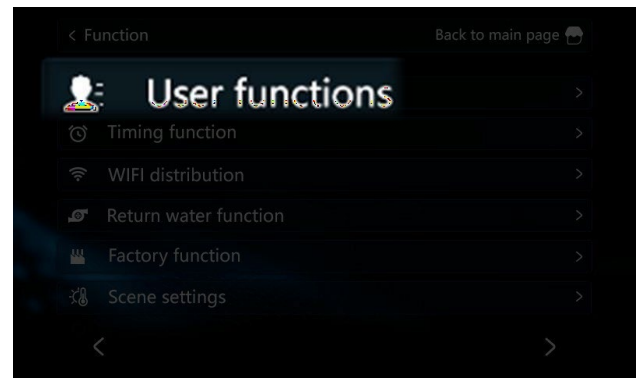 < Function
Back to main page
User functions
>
Timing function >
WIFI distribution >
Return water function >
Factory function >
Scene settings >
< >